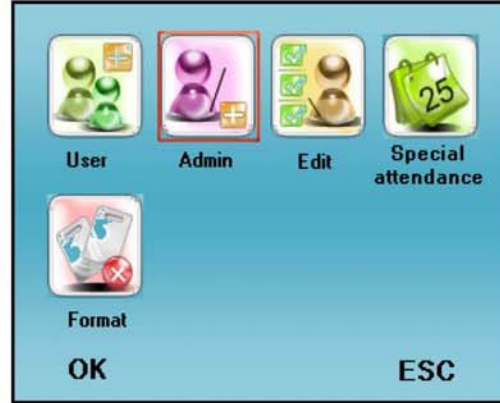 User
Admin
Edit
Special
attendance
25
Format
OK
ESC